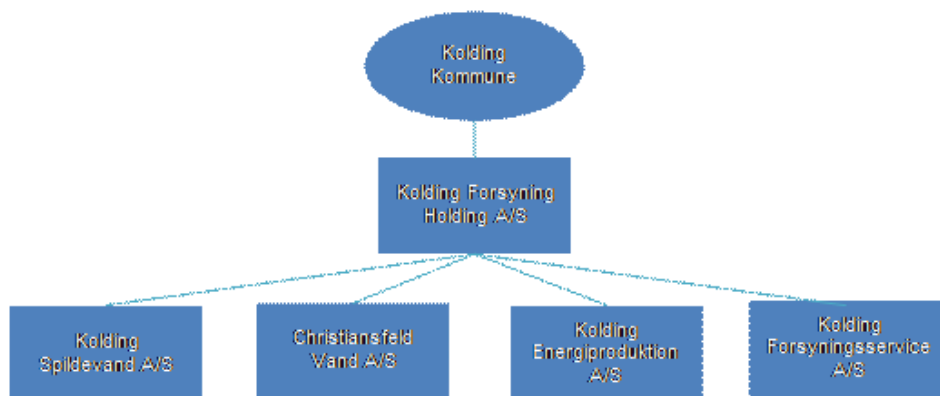 Kolding
Kommune
Kolding Forsyning
Holding A/S
Kolding
Spildevand A/S
Christiansfeld
Vand A/S
Kolding
Energiproduktion
A/S
Kolding
Forsyningsservice
A/S